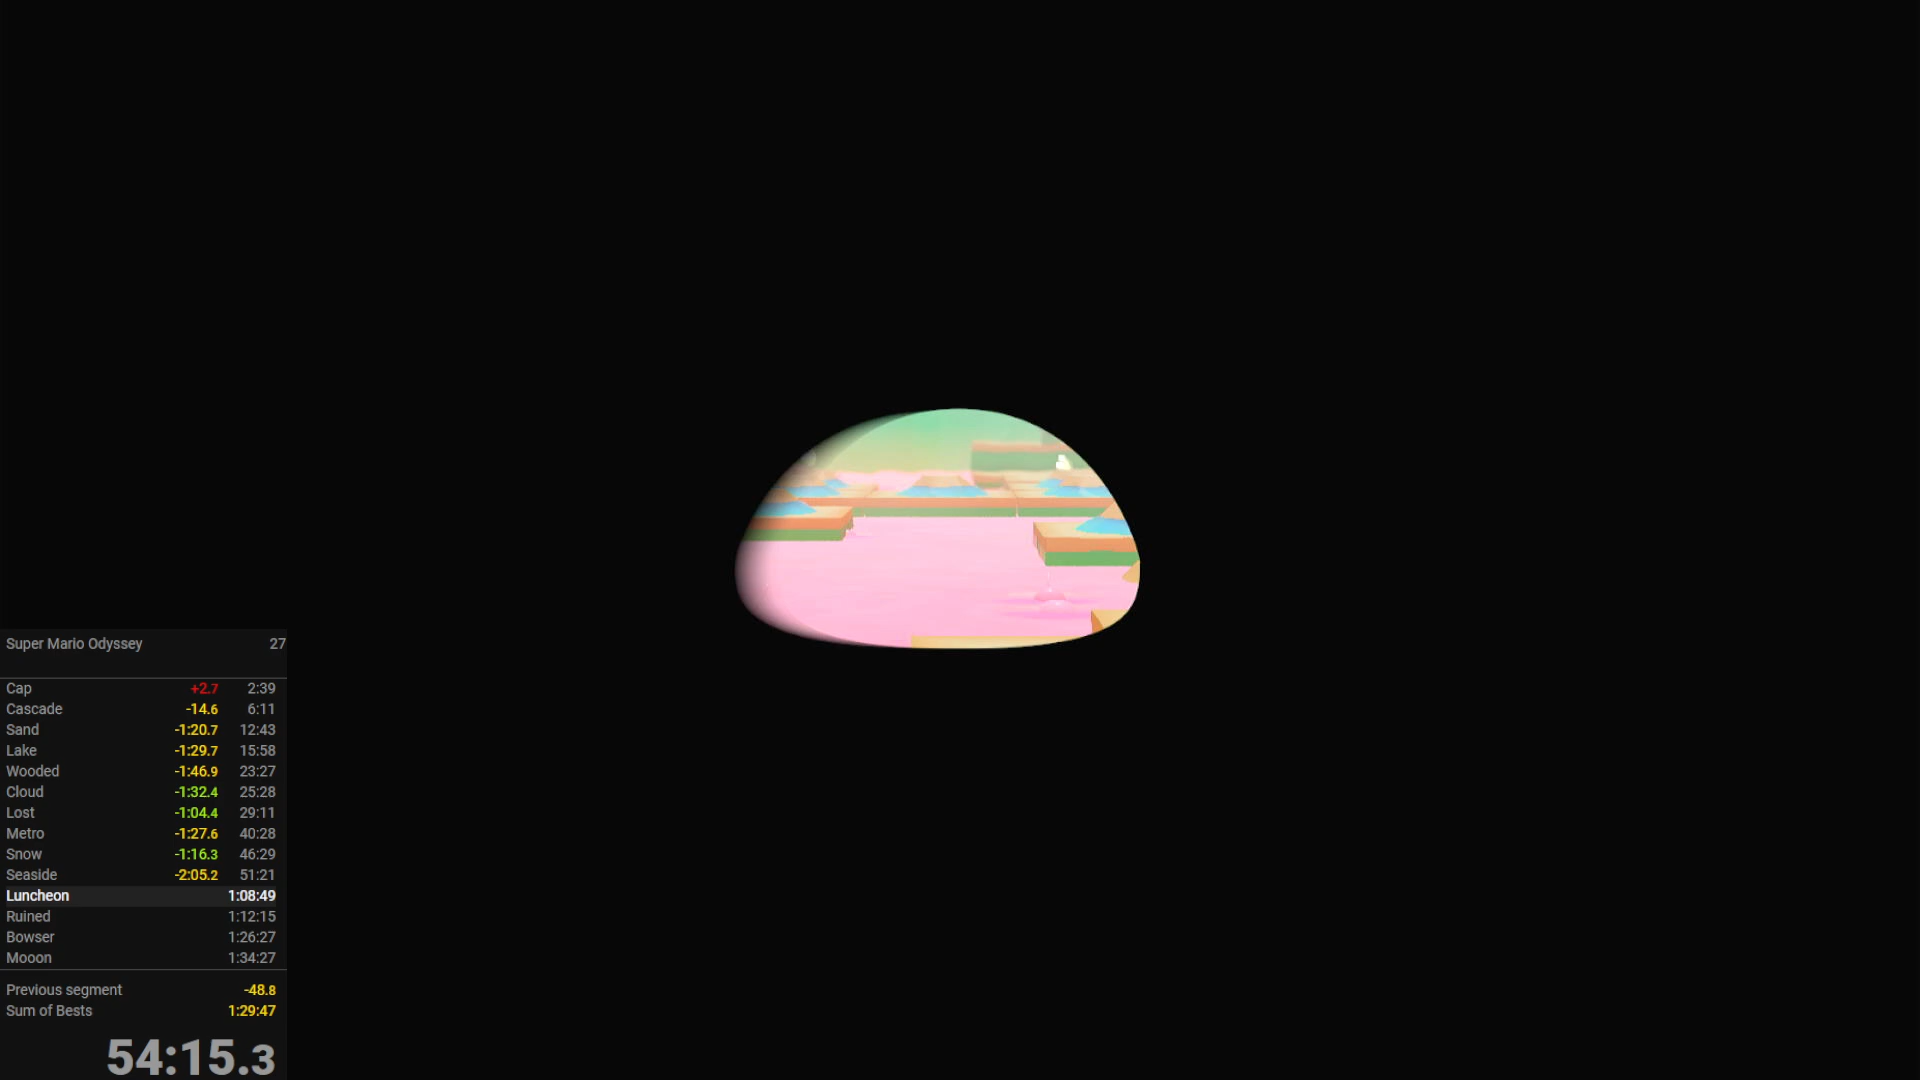 Super Mario Odyssey 27
Cap +2.7 2:39
Cascade -14.6 6:11
Sand -1:20.7 12:43
Lake -1:29.7 15:58
Wooded -1:46.9 23:27
Cloud -1:32.4 25:28
Lost -1:04.4 29:11
Metro -1:27.6 40:28
Snow -1:16.3 46:29
Seaside -2:05.2 51:21
Luncheon 1:08:49
Ruined 1:12:15
Bowser 1:26:27
Mooon 1:34:27
Previous segment -48.8
Sum of Bests 1:29:47
54:15.3